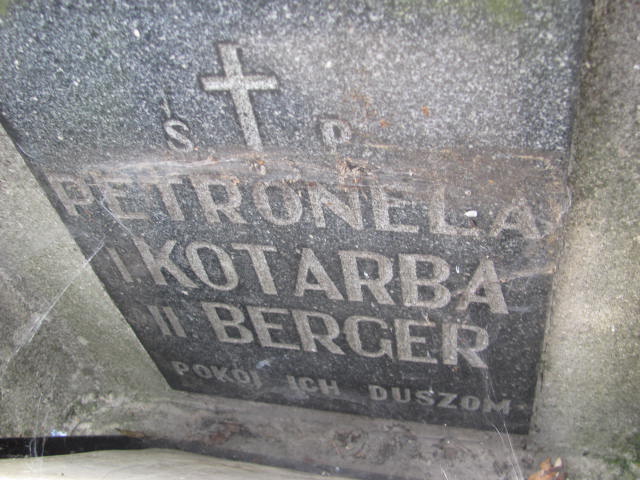 Ś. P.
PETRONELA
I KOTARBA
II BERGER
POKÓJ ICH DUSZOM